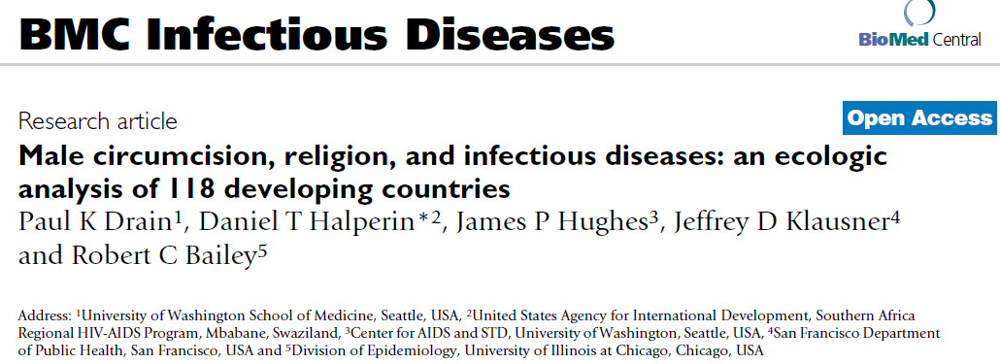 BMC Infectious Diseases
BioMed Central
Research article
Open Access
Male circumcision, religion, and infectious diseases: an ecologic
analysis of 118 developing countries
Paul K Drain1, Daniel T Halperin*2, James P Hughes3, Jeffrey D Klausner4
and Robert C Bailey5
Address: 1University of Washington School of Medicine, Seattle, USA, 2United States Agency for International Development, Southern Africa
Regional HIV-AIDS Program, Mbabane, Swaziland, 3Center for AIDS and STD, University of Washington, Seattle, USA, 4San Francisco Department
of Public Health, San Francisco, USA and 5Division of Epidemiology, University of Illinois at Chicago, Chicago, USA